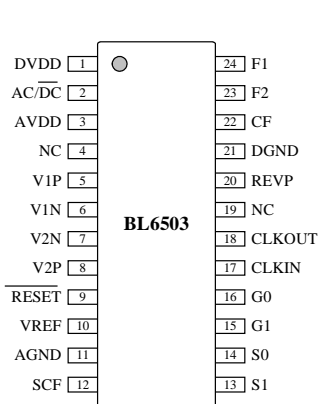 DVDD 1 24 F1
AC/DC 2 23 F2
AVDD 3 22 CF
NC 4 21 DGND
V1P 5 20 REVP
V1N 6 19 NC
BL6503
V2N 7 18 CLKOUT
V2P 8 17 CLKIN
RESET 9 16 G0
VREF 10 15 G1
AGND 11 14 S0
SCF 12 13 S1